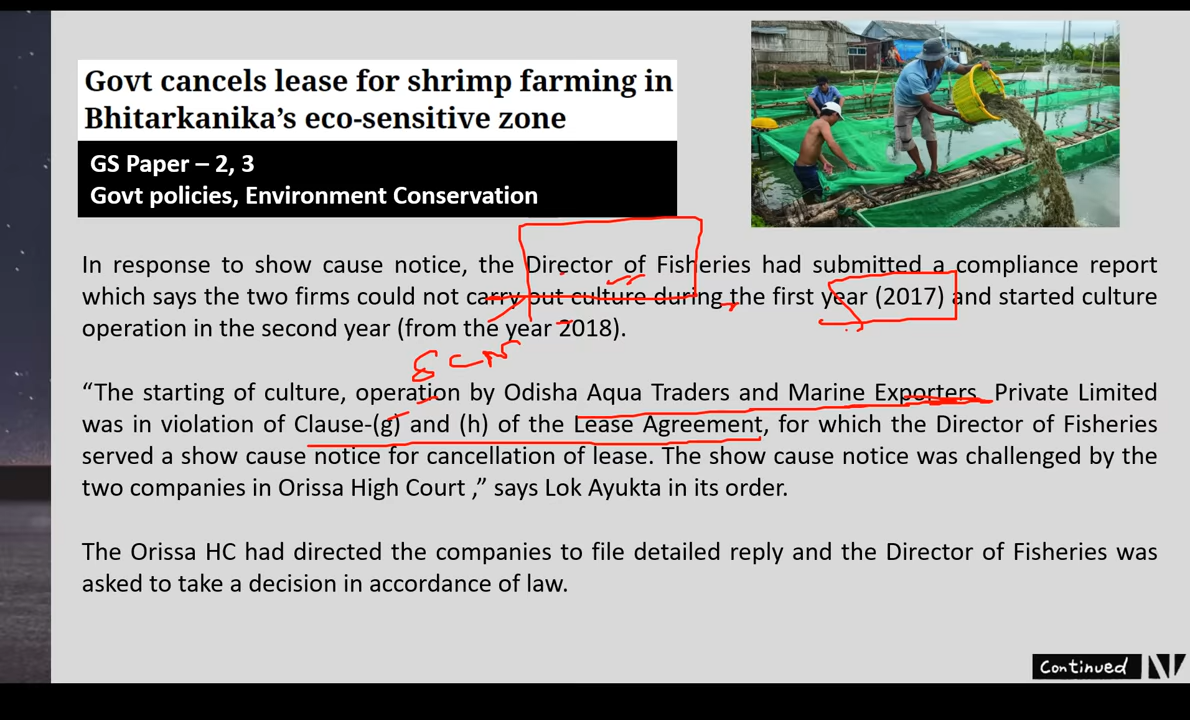 Govt cancels lease for shrimp farming in
Bhitarkanika’s eco-sensitive zone
GS Paper – 2, 3
Govt policies, Environment Conservation
In response to show cause notice, the Director of Fisheries had submitted a compliance report
which says the two firms could not carry out culture during the first year (2017) and started culture
operation in the second year (from the year 2018).
“The starting of culture, operation by Odisha Aqua Traders and Marine Exporters Private Limited
was in violation of Clause-(g) and (h) of the Lease Agreement, for which the Director of Fisheries
served a show cause notice for cancellation of lease. The show cause notice was challenged by the
two companies in Orissa High Court ,” says Lok Ayukta in its order.
The Orissa HC had directed the companies to file detailed reply and the Director of Fisheries was
asked to take a decision in accordance of law.
Continued